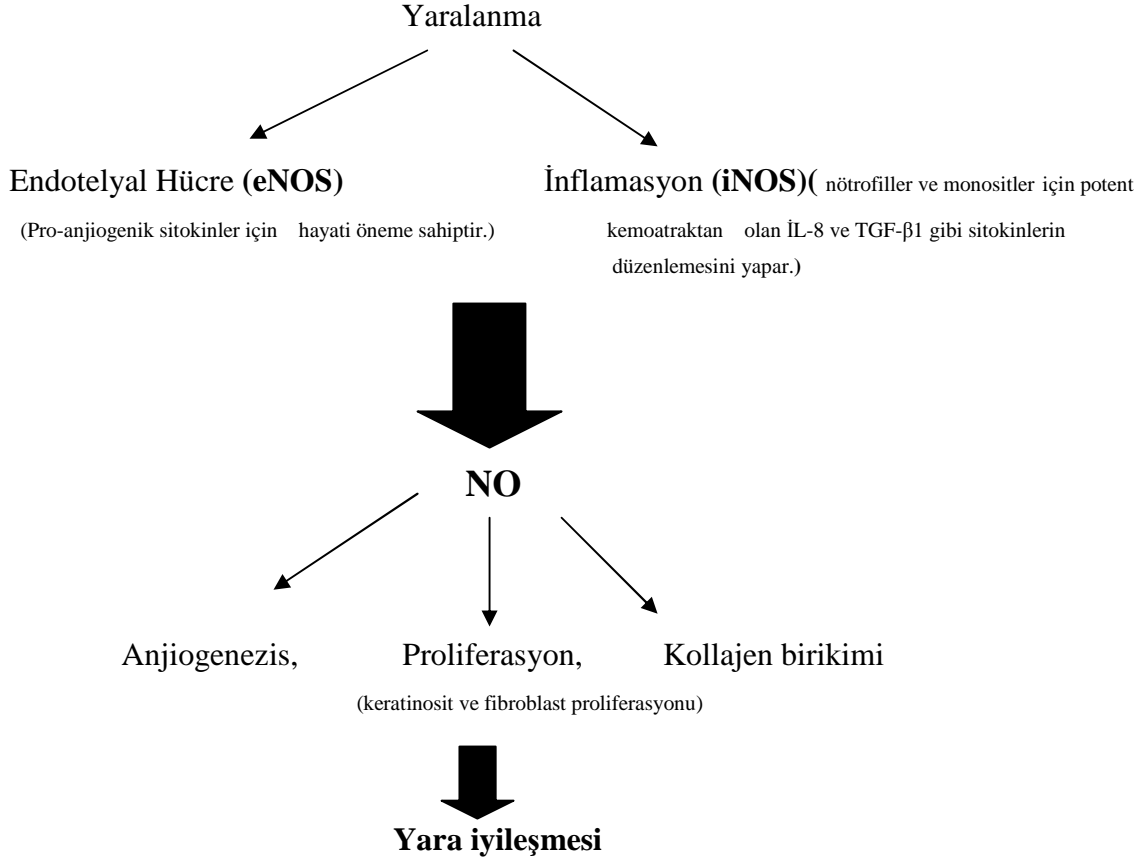 Yaralanma
Endotelyal Hücre (eNOS)
(Pro-anjiogenik sitokinler için hayati öneme sahiptir.)
İnflamasyon (iNOS)( nötrofiller ve monositler için potent
kemoatraktan olan İL-8 ve TGF-β1 gibi sitokinlerin
düzenlemesini yapar.)
NO
Anjiogenezis, Proliferasyon, Kollajen birikimi
(keratinosit ve fibroblast proliferasyonu)
Yara iyileşmesi